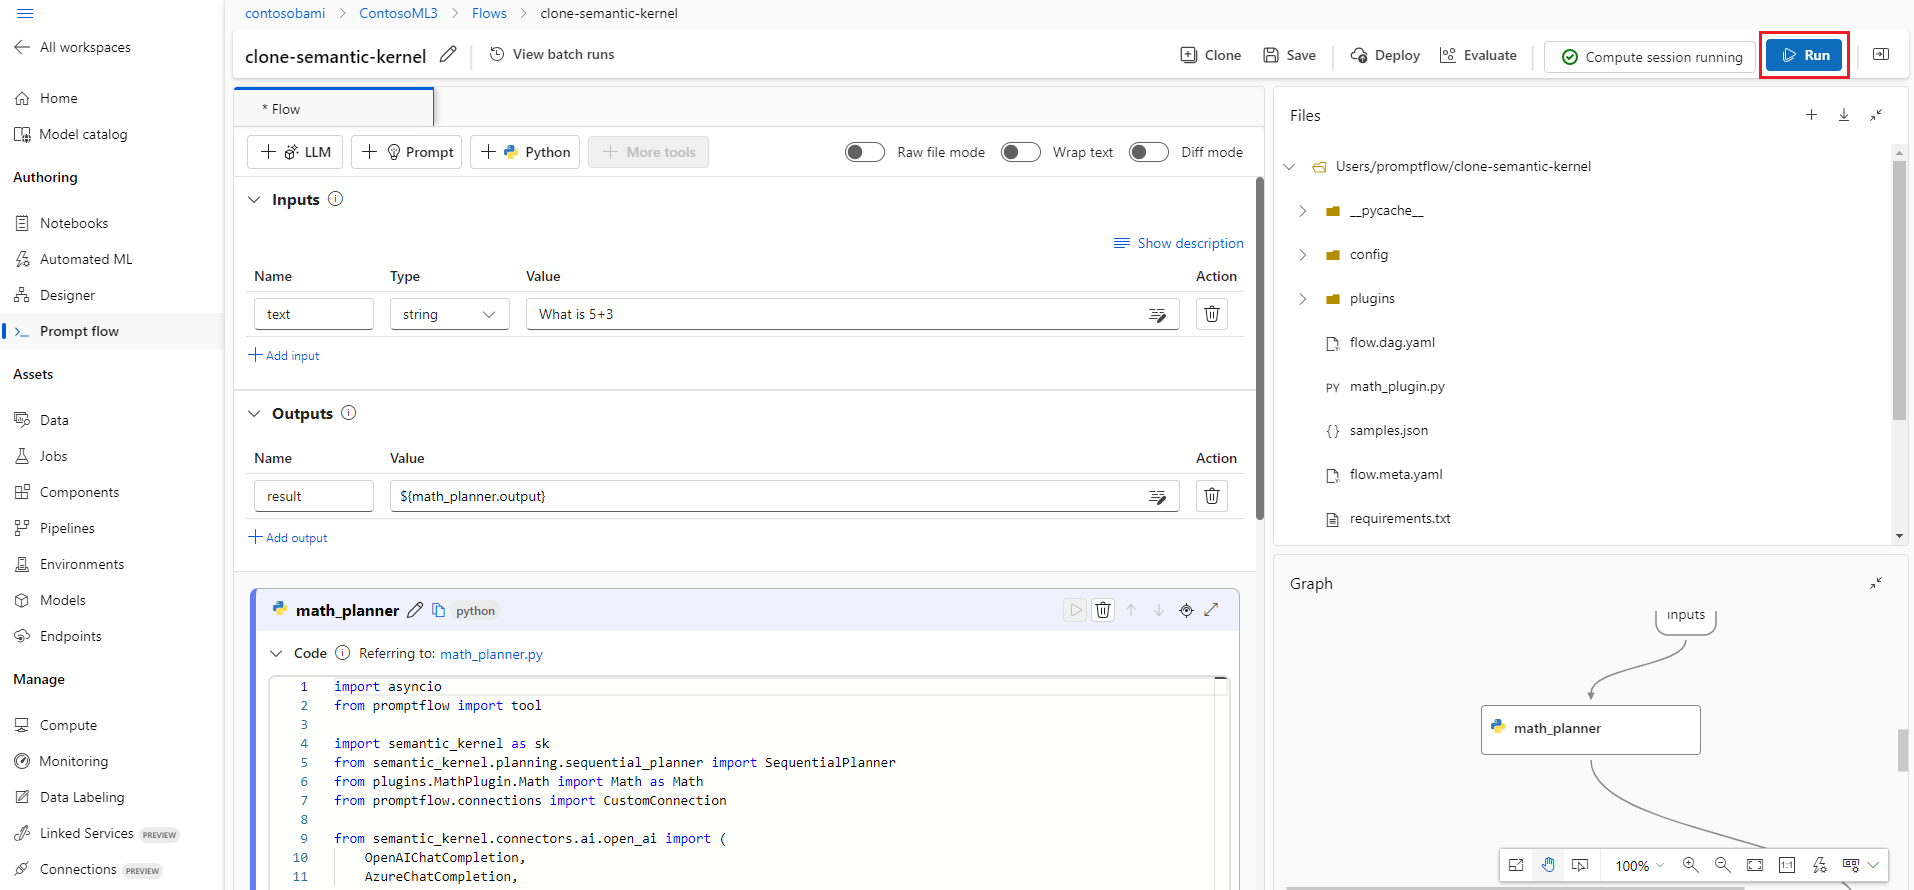 contosobami > ContosoML3 > Flows > clone-semantic-kernel
All workspaces
Home
Model catalog
Authoring
Notebooks
Automated ML
Designer
Prompt flow
Assets
Data
Jobs
Components
Pipelines
Environments
Models
Endpoints
Manage
Compute
Monitoring
Data Labeling
Linked Services PREVIEW
Connections PREVIEW
clone-semantic-kernel
View batch runs
Clone
Save
Deploy
Evaluate
Compute session running
Run
* Flow
LLM
Prompt
Python
More tools
Raw file mode
Wrap text
Diff mode
Inputs
Show description
Name Type Value Action
text string What is 5+3
Add input
Outputs
Name Value Action
result ${math_planner.output}
Add output
math_planner python
Code Referring to: math_planner.py
1 import asyncio
2 from promptflow import tool
3
4 import semantic_kernel as sk
5 from semantic_kernel.planning.sequential_planner import SequentialPlanner
6 from plugins.MathPlugin.Math import Math as Math
7 from promptflow.connections import CustomConnection
8
9 from semantic_kernel.connectors.ai.open_ai import (
10 OpenAIChatCompletion,
11 AzureChatCompletion,
Files
Users/promptflow/clone-semantic-kernel
__pycache__
config
plugins
flow.dag.yaml
PY math_plugin.py
{} samples.json
flow.meta.yaml
requirements.txt
Graph
inputs
math_planner
100%
1:1